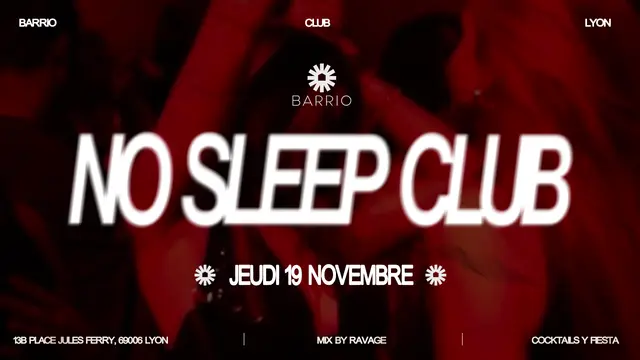 BARRIO CLUB LYON
BARRIO
NO SLEEP CLUB
JEUDI 19 NOVEMBRE
13B PLACE JULES FERRY, 69006 LYON | MIX BY RAVAGE | COCKTAILS Y FIESTA